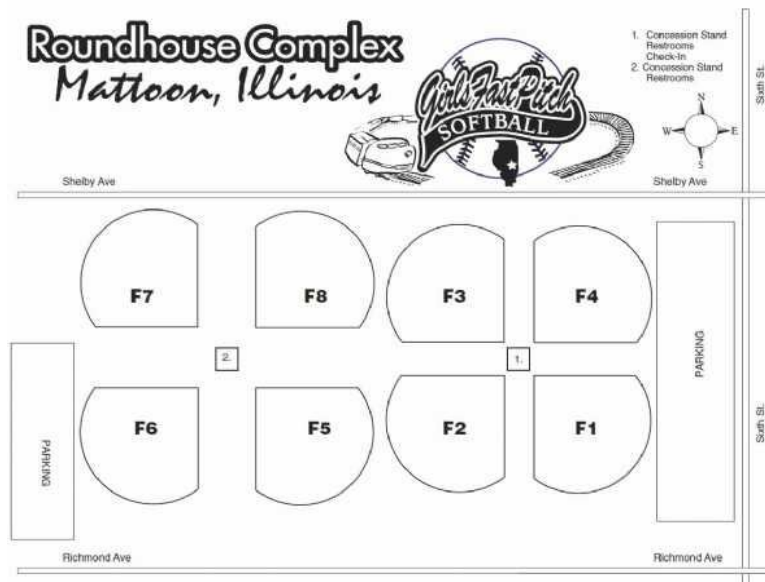 Roundhouse Complex
Mattoon, Illinois
Girls Fast Pitch
SOFTBALL
1. Concession Stand
Restrooms
Check-In
2. Concession Stand
Restrooms
N
W E
S
Sixth St.
Shelby Ave
Shelby Ave
F7
F8
F3
F4
2.
1.
PARKING
PARKING
F6
F5
F2
F1
Sixth St.
Richmond Ave
Richmond Ave